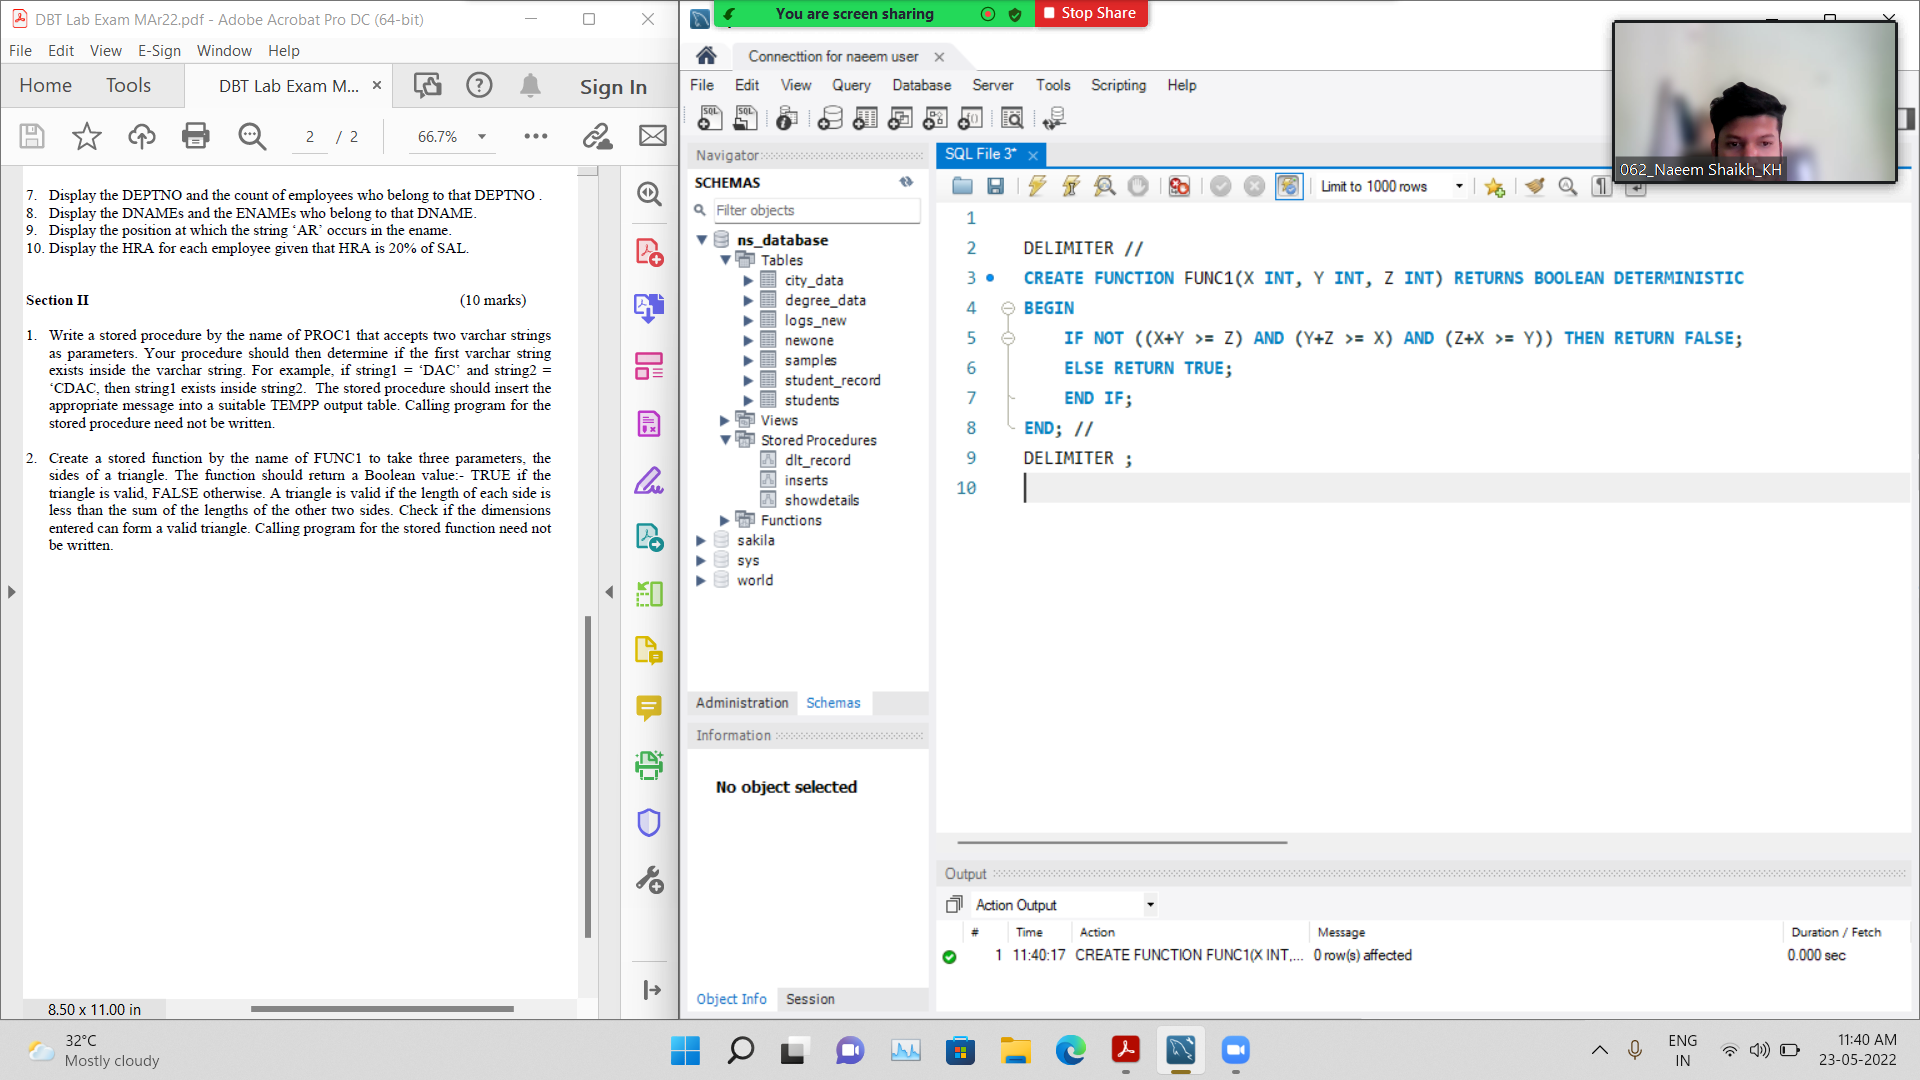 DBT Lab Exam MAr22.pdf - Adobe Acrobat Pro DC (64-bit)
File Edit View E-Sign Window Help
Home Tools DBT Lab Exam M... × Sign In
2 / 2 66.7%
7. Display the DEPTNO and the count of employees who belong to that DEPTNO .
8. Display the DNAMEs and the ENAMEs who belong to that DNAME.
9. Display the position at which the string ‘AR’ occurs in the ename.
10. Display the HRA for each employee given that HRA is 20% of SAL.
Section II (10 marks)
1. Write a stored procedure by the name of PROC1 that accepts two varchar strings
as parameters. Your procedure should then determine if the first varchar string
exists inside the varchar string. For example, if string1 = ‘DAC’ and string2 =
‘CDAC, then string1 exists inside string2. The stored procedure should insert the
appropriate message into a suitable TEMPP output table. Calling program for the
stored procedure need not be written.
2. Create a stored function by the name of FUNC1 to take three parameters, the
sides of a triangle. The function should return a Boolean value:- TRUE if the
triangle is valid, FALSE otherwise. A triangle is valid if the length of each side is
less than the sum of the lengths of the other two sides. Check if the dimensions
entered can form a valid triangle. Calling program for the stored function need not
be written.
8.50 x 11.00 in
You are screen sharing Stop Share
Connecttion for naeem user
File Edit View Query Database Server Tools Scripting Help
062_Naeem Shaikh_KH
Navigator
SCHEMAS
Filter objects
ns_database
Tables
city_data
degree_data
logs_new
newone
samples
student_record
students
Views
Stored Procedures
dlt_record
inserts
showdetails
Functions
sakila
sys
world
Administration Schemas
Information
No object selected
Object Info Session
SQL File 3*
Limit to 1000 rows
1
2 DELIMITER //
3 CREATE FUNCTION FUNC1(X INT, Y INT, Z INT) RETURNS BOOLEAN DETERMINISTIC
4 BEGIN
5 IF NOT ((X+Y >= Z) AND (Y+Z >= X) AND (Z+X >= Y)) THEN RETURN FALSE;
6 ELSE RETURN TRUE;
7 END IF;
8 END; //
9 DELIMITER ;
10
Output
Action Output
# Time Action Message Duration / Fetch
1 11:40:17 CREATE FUNCTION FUNC1(X INT,... 0 row(s) affected 0.000 sec
32°C
Mostly cloudy
ENG
IN
11:40 AM
23-05-2022